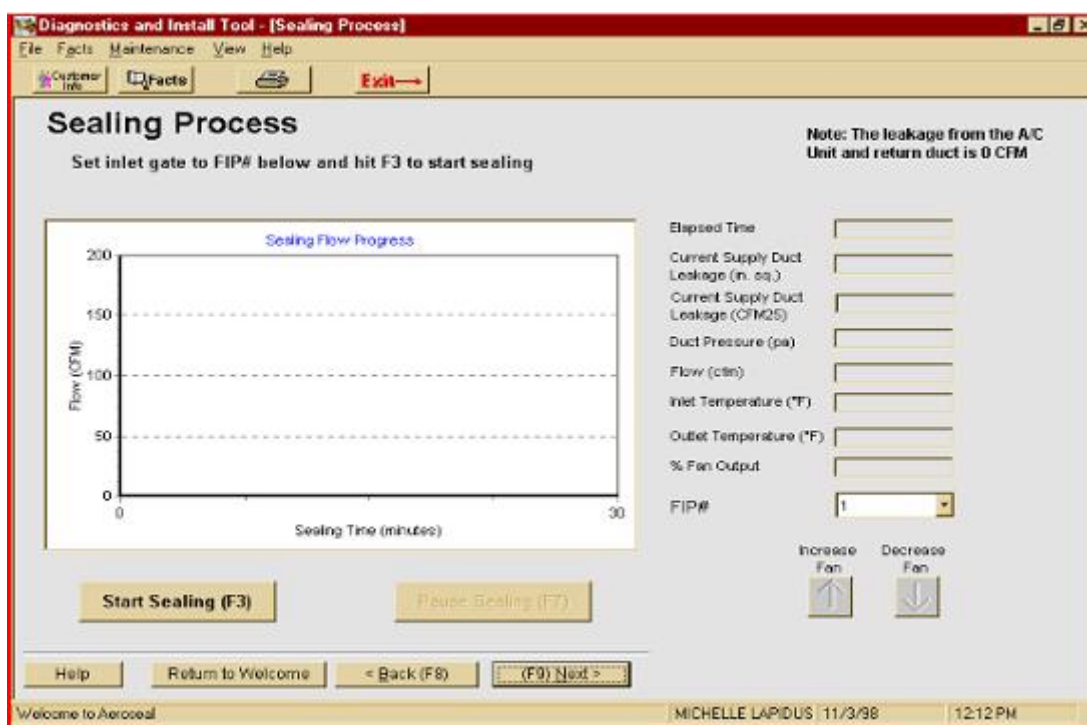 Diagnostics and Install Tool - [Sealing Process]
File Facts Maintenance View Help
Customer Info Facts Exit
Sealing Process
Note: The leakage from the A/C
Unit and return duct is 0 CFM
Set inlet gate to FIP# below and hit F3 to start sealing
Sealing Flow Progress
200
150
100
50
0
Flow (CFM)
0 30
Sealing Time (minutes)
Elapsed Time
Current Supply Duct
Leakage (in. sq.)
Current Supply Duct
Leakage (CFM25)
Duct Pressure (pa)
Flow (cfm)
Inlet Temperature (°F)
Outlet Temperature (°F)
% Fan Output
FIP# 1
Increase Decrease
Fan Fan
Start Sealing (F3) Pause Sealing (F7)
Help Return to Welcome < Back (F8) (F9) Next >
Welcome to Aeroseal MICHELLE LAPIDUS 11/3/98 12:12 PM